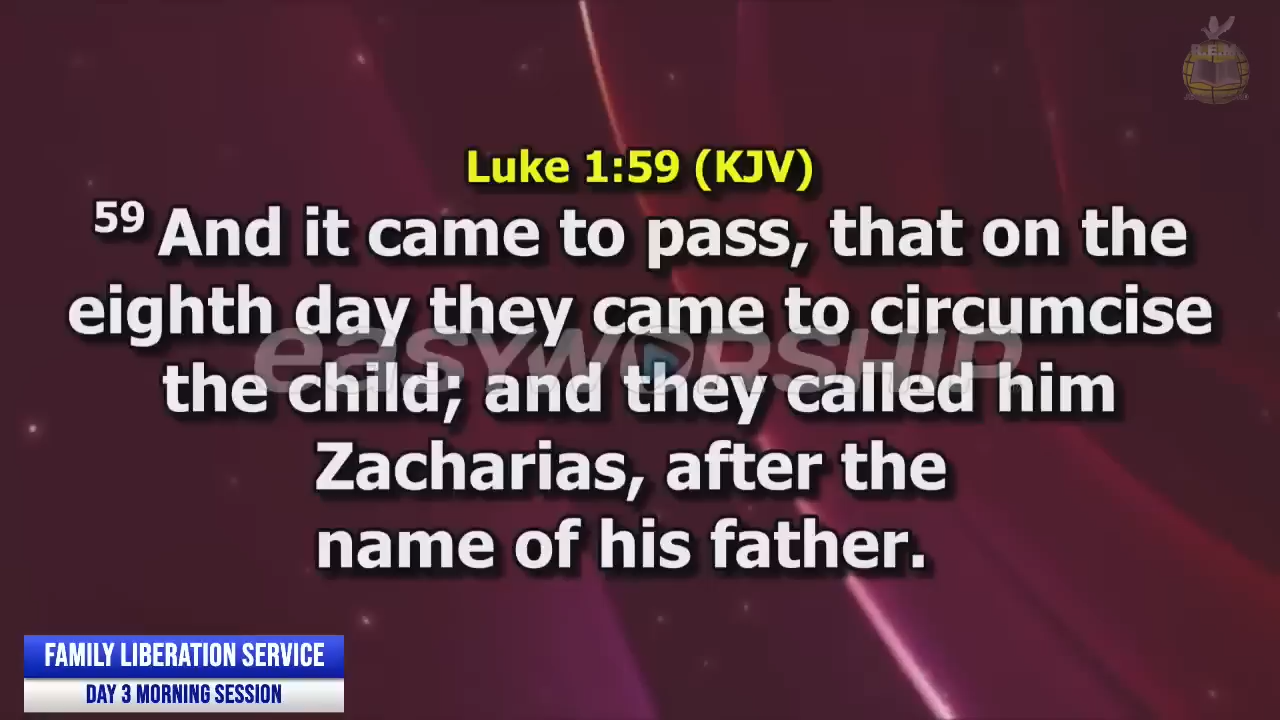 R.E.M.
Luke 1:59 (KJV)
59 And it came to pass, that on the
eighth day they came to circumcise
the child; and they called him
Zacharias, after the
name of his father.
easyworship
FAMILY LIBERATION SERVICE
DAY 3 MORNING SESSION